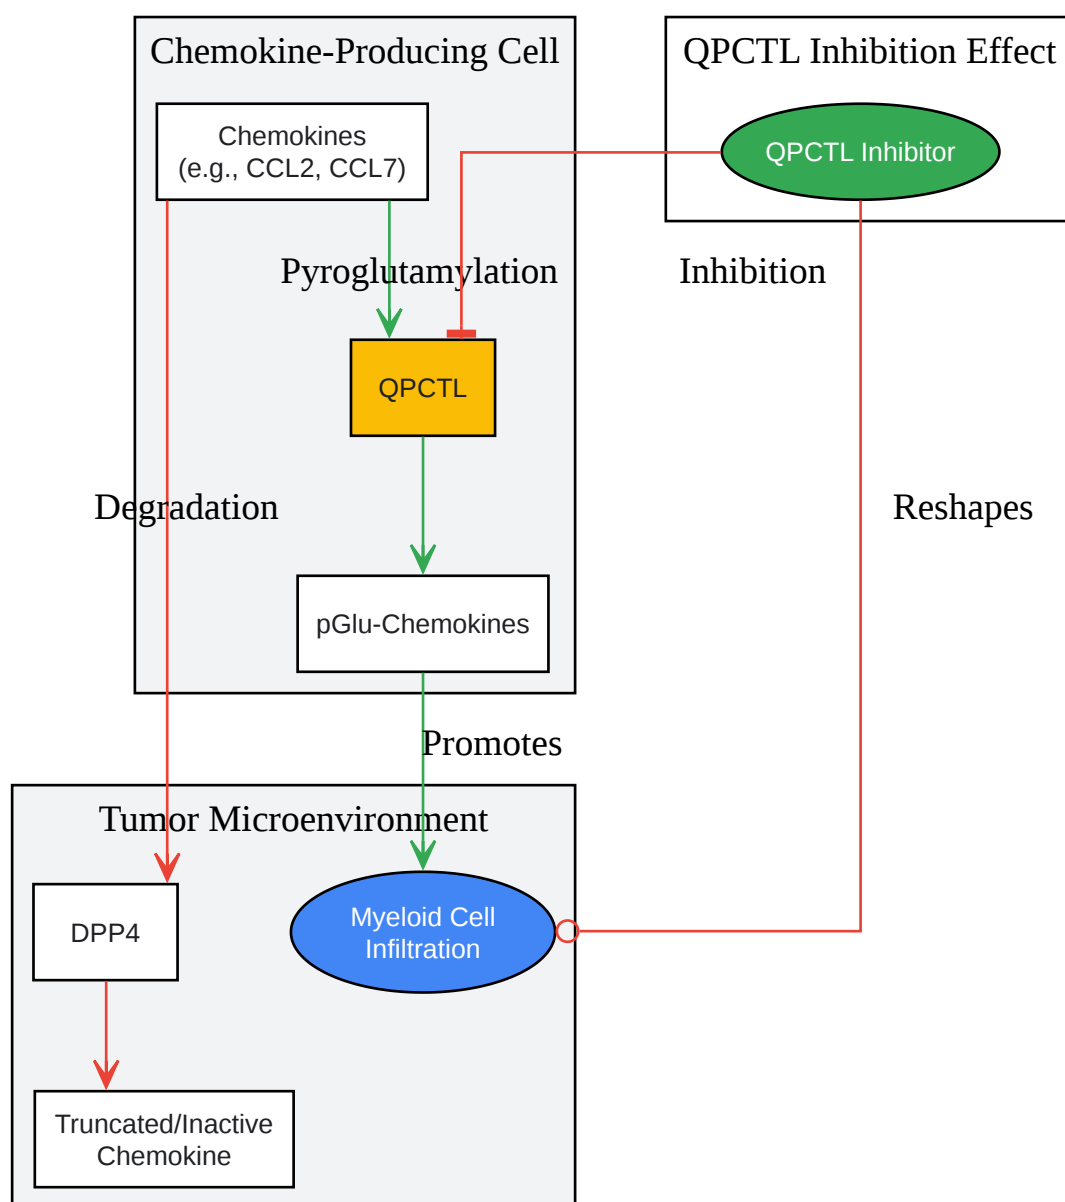 Chemokine-Producing Cell
QPCTL Inhibition Effect
Chemokines
(e.g., CCL2, CCL7)
QPCTL Inhibitor
Pyroglutamylation
Inhibition
QPCTL
Degradation
Reshapes
pGlu-Chemokines
Promotes
Tumor Microenvironment
DPP4
Myeloid Cell
Infiltration
Truncated/Inactive
Chemokine